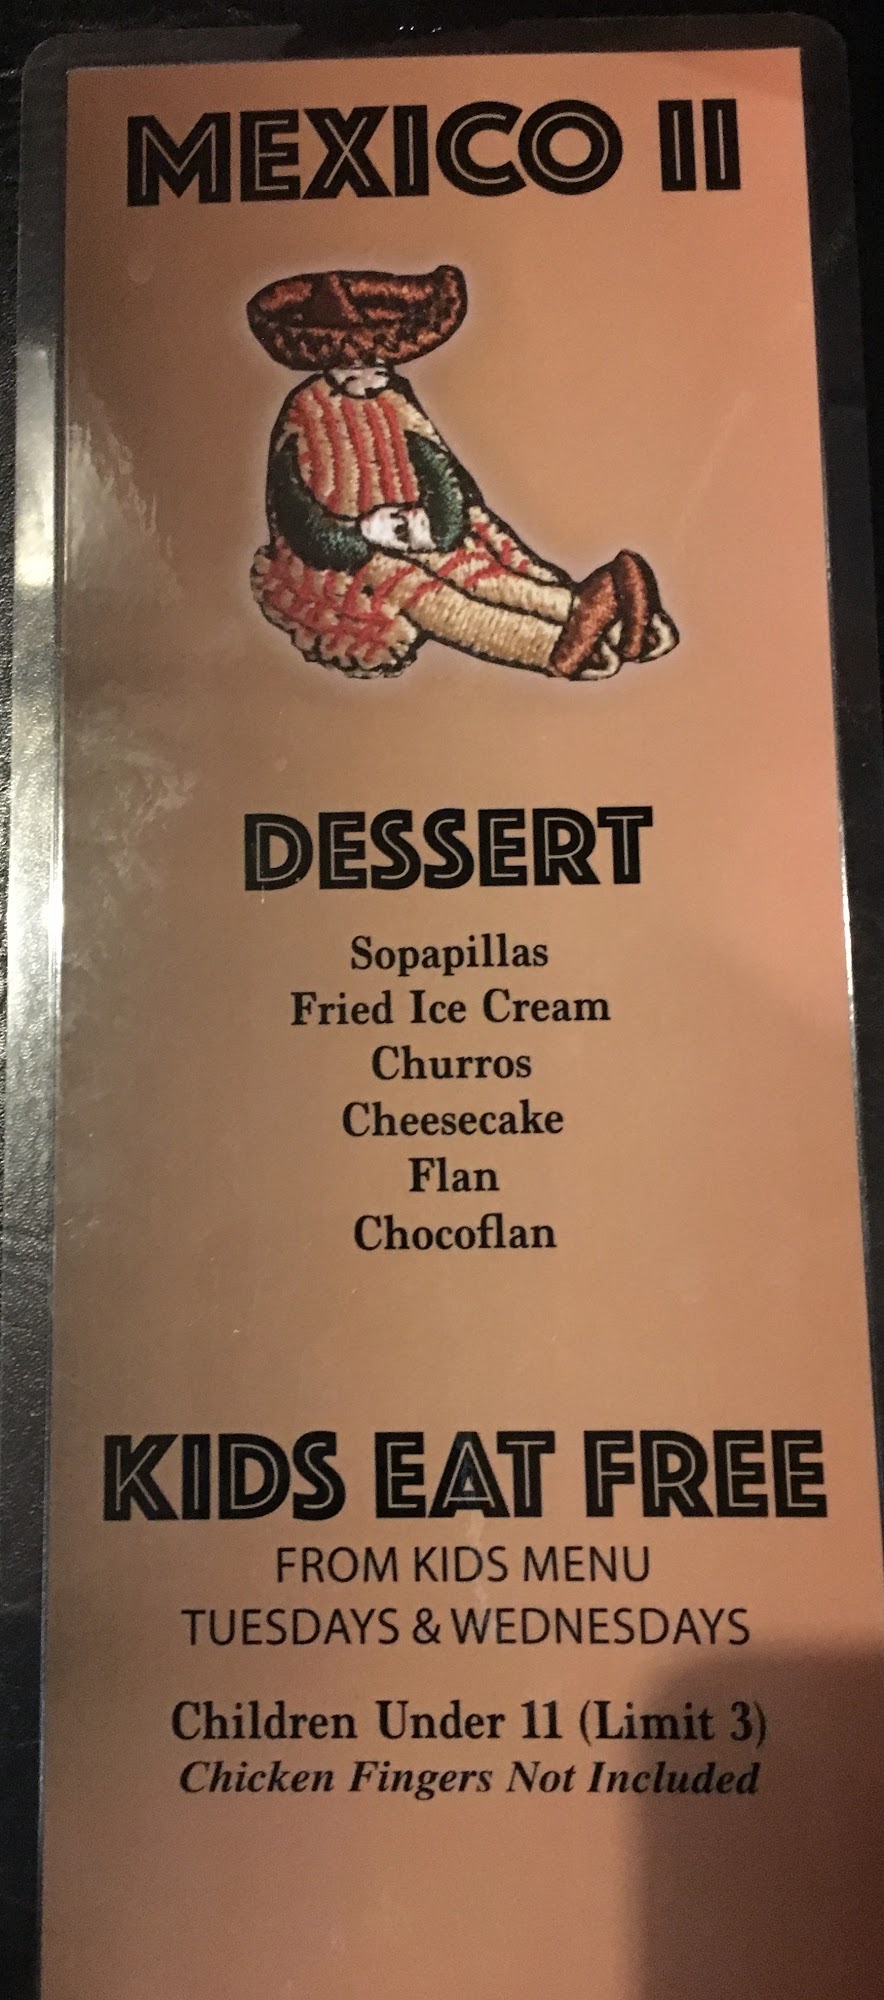 MEXICO II
DESSERT
Sopapillas
Fried Ice Cream
Churros
Cheesecake
Flan
Chocoflan
KIDS EAT FREE
FROM KIDS MENU
TUESDAYS & WEDNESDAYS
Children Under 11 (Limit 3)
Chicken Fingers Not Included